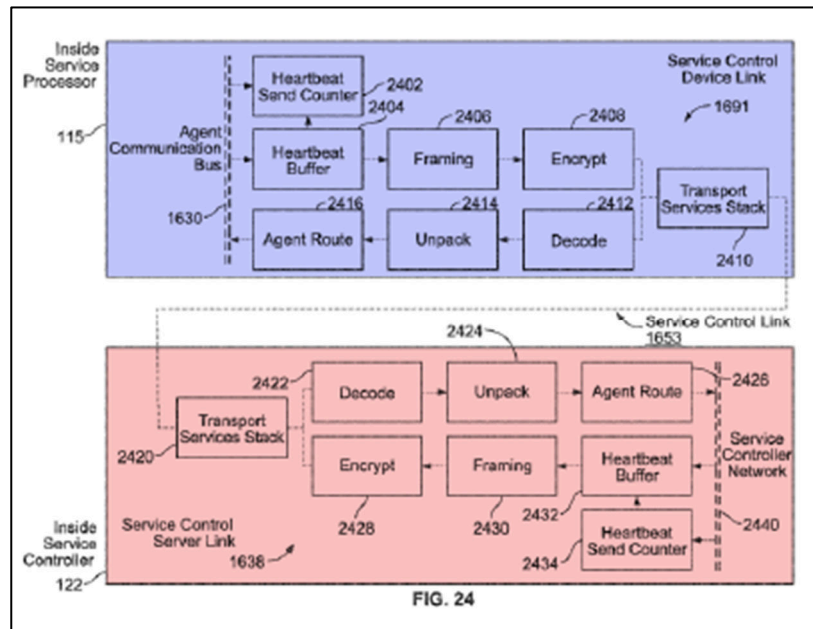 Inside
Service
Processor
115
Agent
Communication
Bus
1630
Heartbeat
Send Counter
2402
2404
Heartbeat
Buffer
2406
Framing
2408
Encrypt
Service Control
Device Link
1691
2416
Agent Route
2414
Unpack
2412
Decode
Transport
Services Stack
2410
Service Control Link
1653
2424
2422
Decode
Unpack
Agent Route
2426
Transport
Services Stack
2420
Encrypt
2428
Framing
2430
Heartbeat
Buffer
2432
Service
Controller
Network
2440
Heartbeat
Send Counter
2434
Service Control
Server Link
1638
Inside
Service
Controller
122
FIG. 24